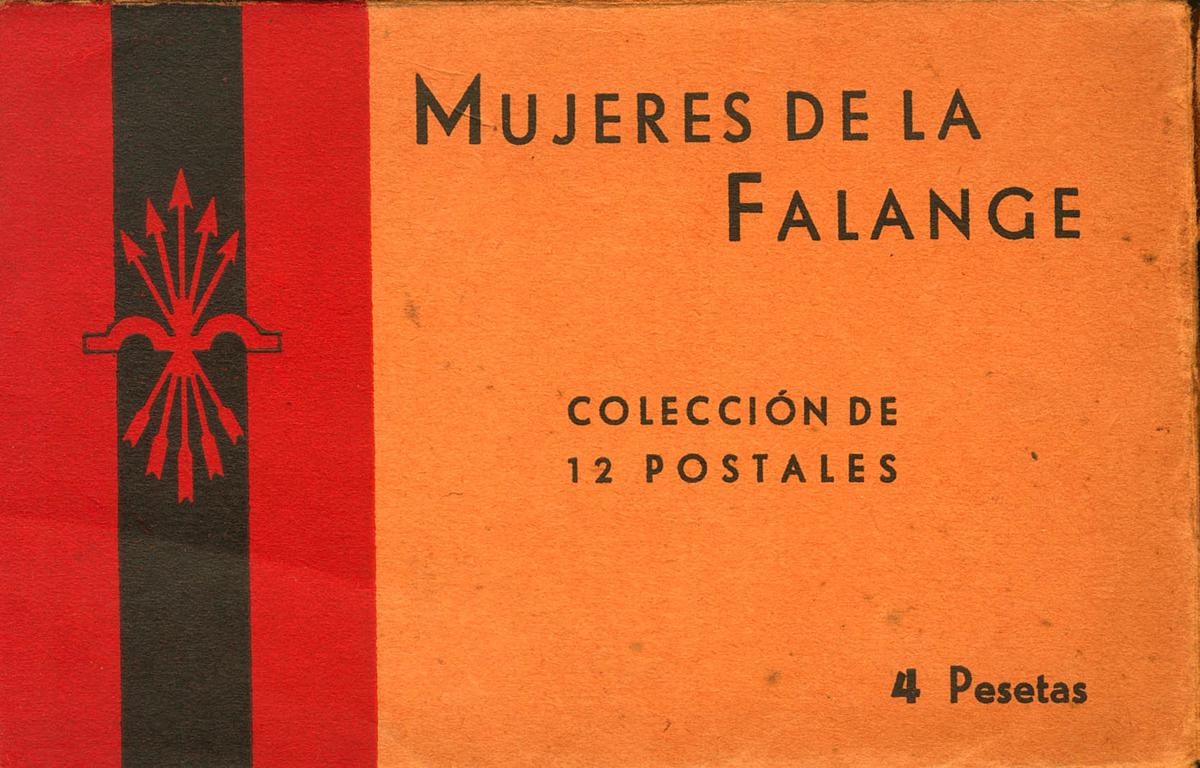 MUJERES DE LA
FALANGE
COLECCIÓN DE
12 POSTALES
4 Pesetas